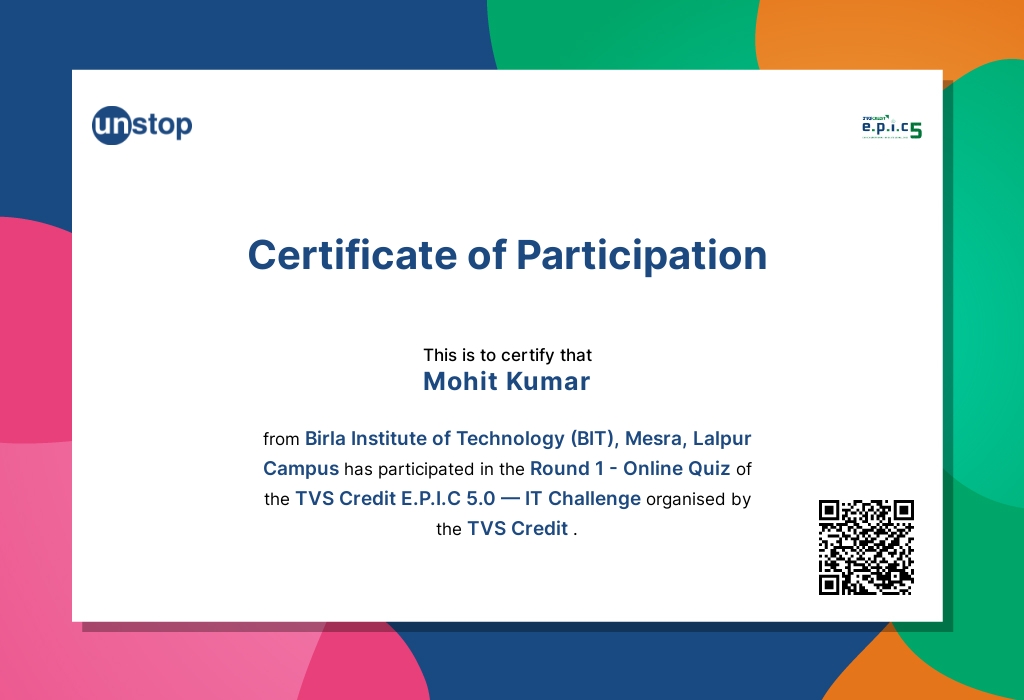 unstop
e.p.i.c5
Certificate of Participation
This is to certify that
Mohit Kumar
from Birla Institute of Technology (BIT), Mesra, Lalpur
Campus has participated in the Round 1 - Online Quiz of
the TVS Credit E.P.I.C 5.0 — IT Challenge organised by
the TVS Credit .